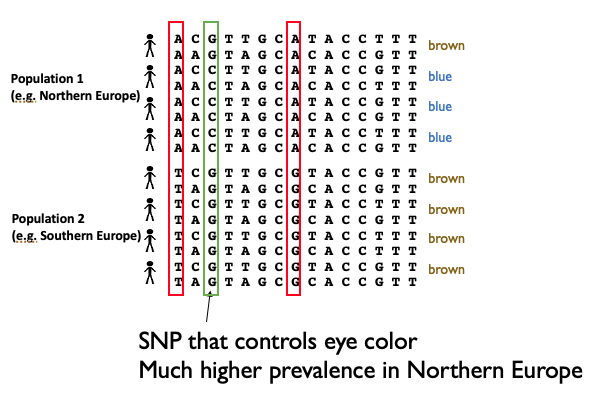 A C G T T G C A T A C C T T T
brown
A A G T A G C A C A C C G T T
A C C T T G C A T A C C G T T
blue
Population 1
A A C T A G C A C A C C T T T
(e.g. Northern Europe)
A C C T T G C A T A C C G T T
blue
A A C T A G C A C A C C G T T
A C C T T G C A T A C C T T T
blue
A A C T A G C A C A C C G T T
T C G T T G C G T A C C G T T
brown
T A G T A G C G C A C C G T T
T C G T T G C G T A C C T T T
brown
Population 2
T A G T A G C G C A C C G T T
(e.g. Southern Europe)
T C G T T G C G T A C C T T T
brown
T A G T A G C G C A C C T T T
T C G T T G C G T A C C G T T
brown
T A G T A G C G C A C C G T T
SNP that controls eye color
Much higher prevalence in Northern Europe